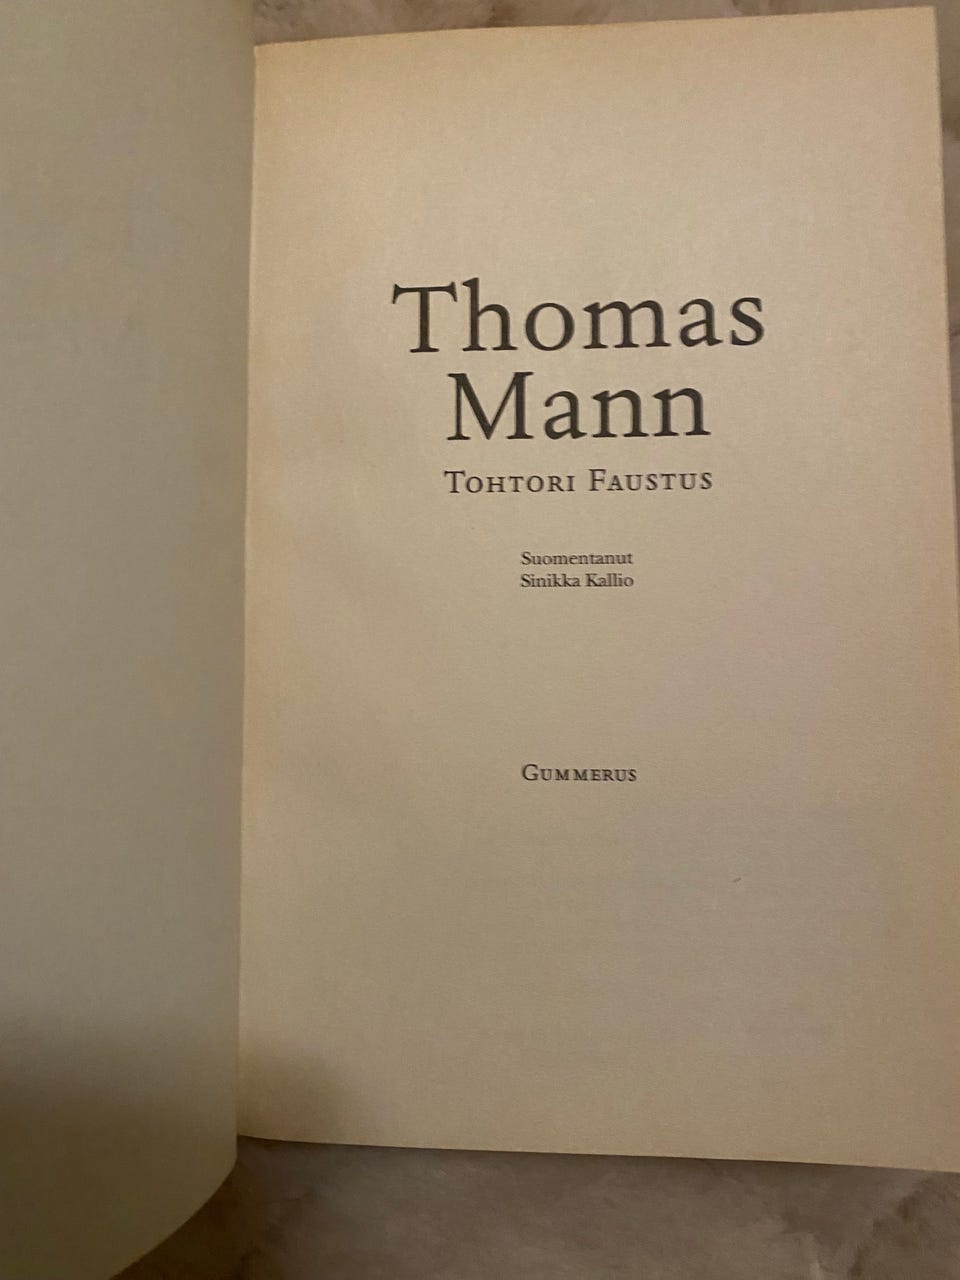 Thomas
Mann
TOHTORI FAUSTUS
Suomentanut
Sinikka Kallio
GUMMERUS